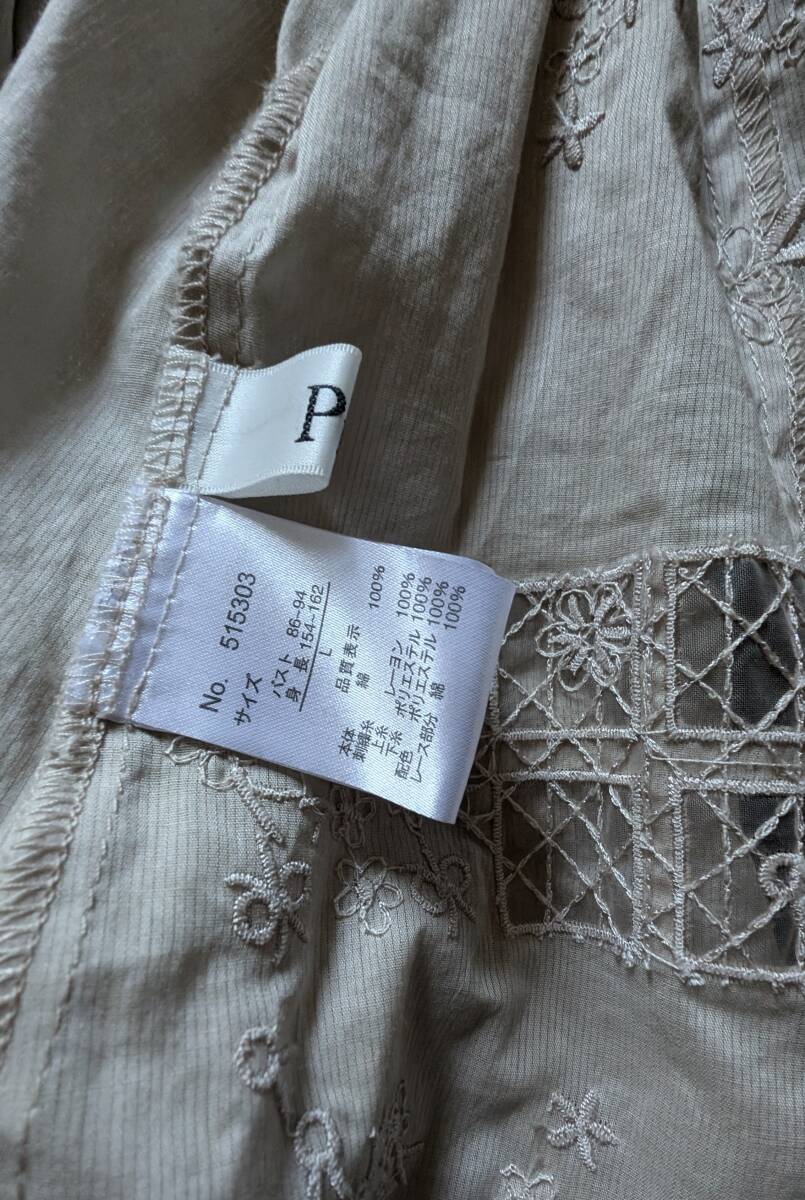 P
No. 515303
サイズ
バスト 86-94
身 長 154-162
L
品質表示
本体 綿 100%
刺繍糸
上糸 レーヨン 100%
下糸 ポリエステル 100%
配色 ポリエステル 100%
レース部分 綿 100%